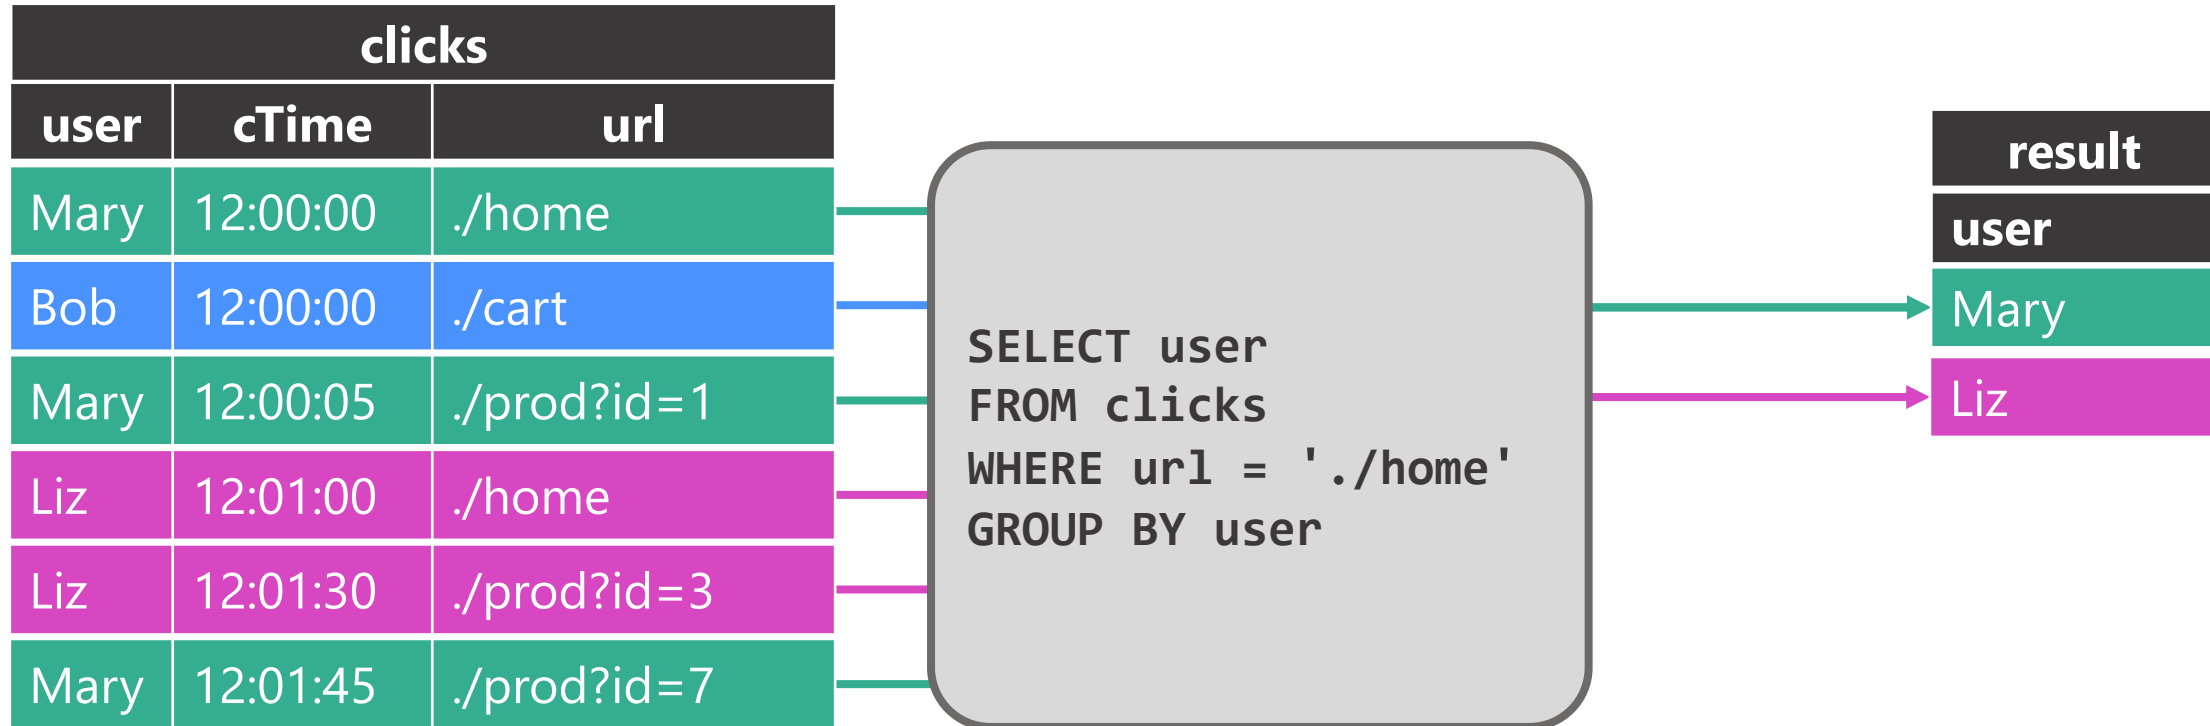 clicks
user cTime url
Mary 12:00:00 ./home
Bob 12:00:00 ./cart
Mary 12:00:05 ./prod?id=1
Liz 12:01:00 ./home
Liz 12:01:30 ./prod?id=3
Mary 12:01:45 ./prod?id=7
SELECT user
FROM clicks
WHERE url = './home'
GROUP BY user
result
user
Mary
Liz